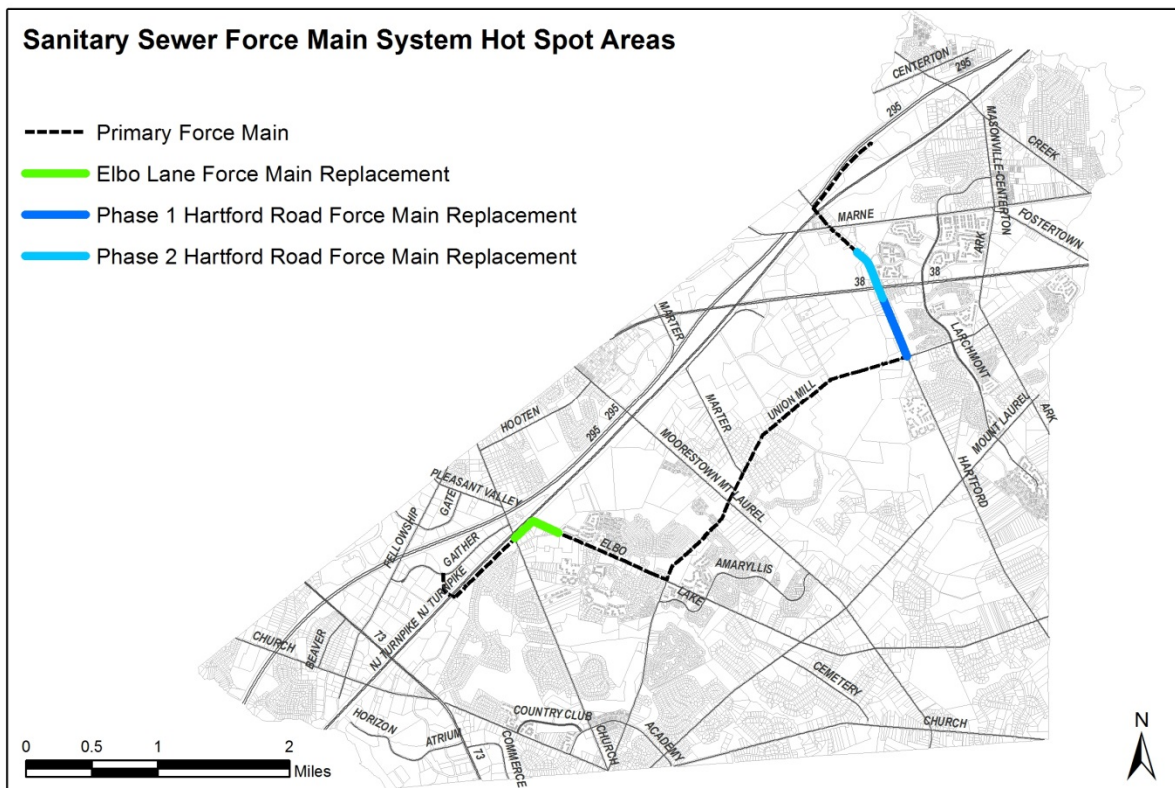 Sanitary Sewer Force Main System Hot Spot Areas
Primary Force Main
Elbo Lane Force Main Replacement
Phase 1 Hartford Road Force Main Replacement
Phase 2 Hartford Road Force Main Replacement
CENTERTON
295
295
MASONVILLE-CENTERTON
CREEK
MARNE
FOSTERTOWN
ARK
38
38
MARTER
LARCHMONT
UNION MILL
MARTER
HOOTEN
295
295
MOUNT LAUREL
ARK
MOORESTOWN MT LAUREL
HARTFORD
PLEASANT VALLEY
GATE
FELLOWSHIP
GAITHER
ELBO
AMARYLLIS
LAKE
NJ TURNPIKE
NJ TURNPIKE
CHURCH
BEAVER
73
CEMETERY
HORIZON
ATRIUM
73
COMMERCE
COUNTRY CLUB
CHURCH
ACADEMY
CHURCH
0 0.5 1 2
Miles
N